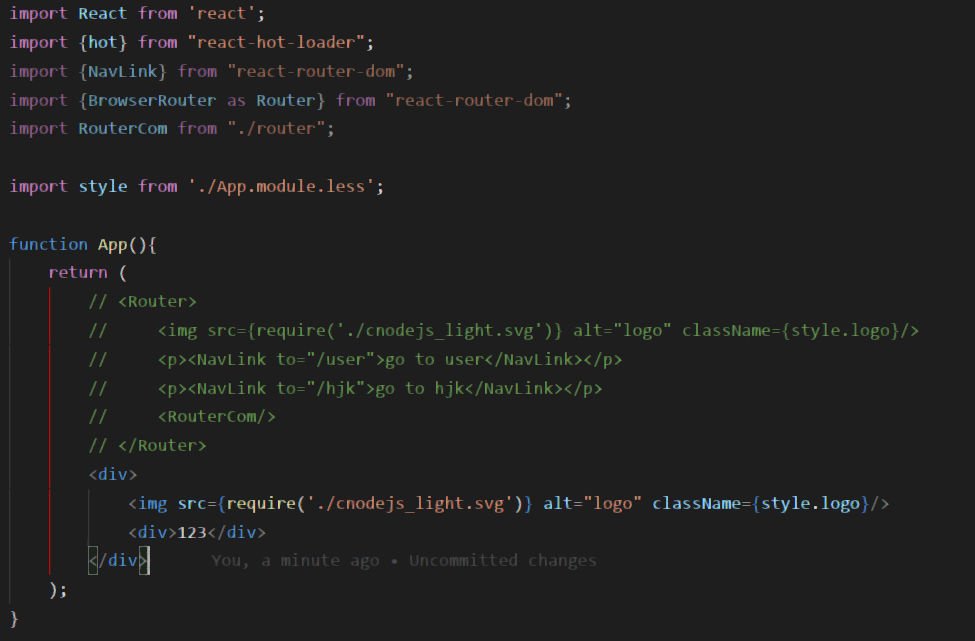 import React from 'react';
import {hot} from "react-hot-loader";
import {NavLink} from "react-router-dom";
import {BrowserRouter as Router} from "react-router-dom";
import RouterCom from "./router";
import style from './App.module.less';
function App(){
    return (
        // <Router>
        //     <img src={require('./cnodejs_light.svg')} alt="logo" className={style.logo}/>
        //     <p><NavLink to="/user">go to user</NavLink></p>
        //     <p><NavLink to="/hjk">go to hjk</NavLink></p>
        //     <RouterCom/>
        // </Router>
        <div>
            <img src={require('./cnodejs_light.svg')} alt="logo" className={style.logo}/>
            <div>123</div>
        </div>      You, a minute ago • Uncommitted changes
    );
}